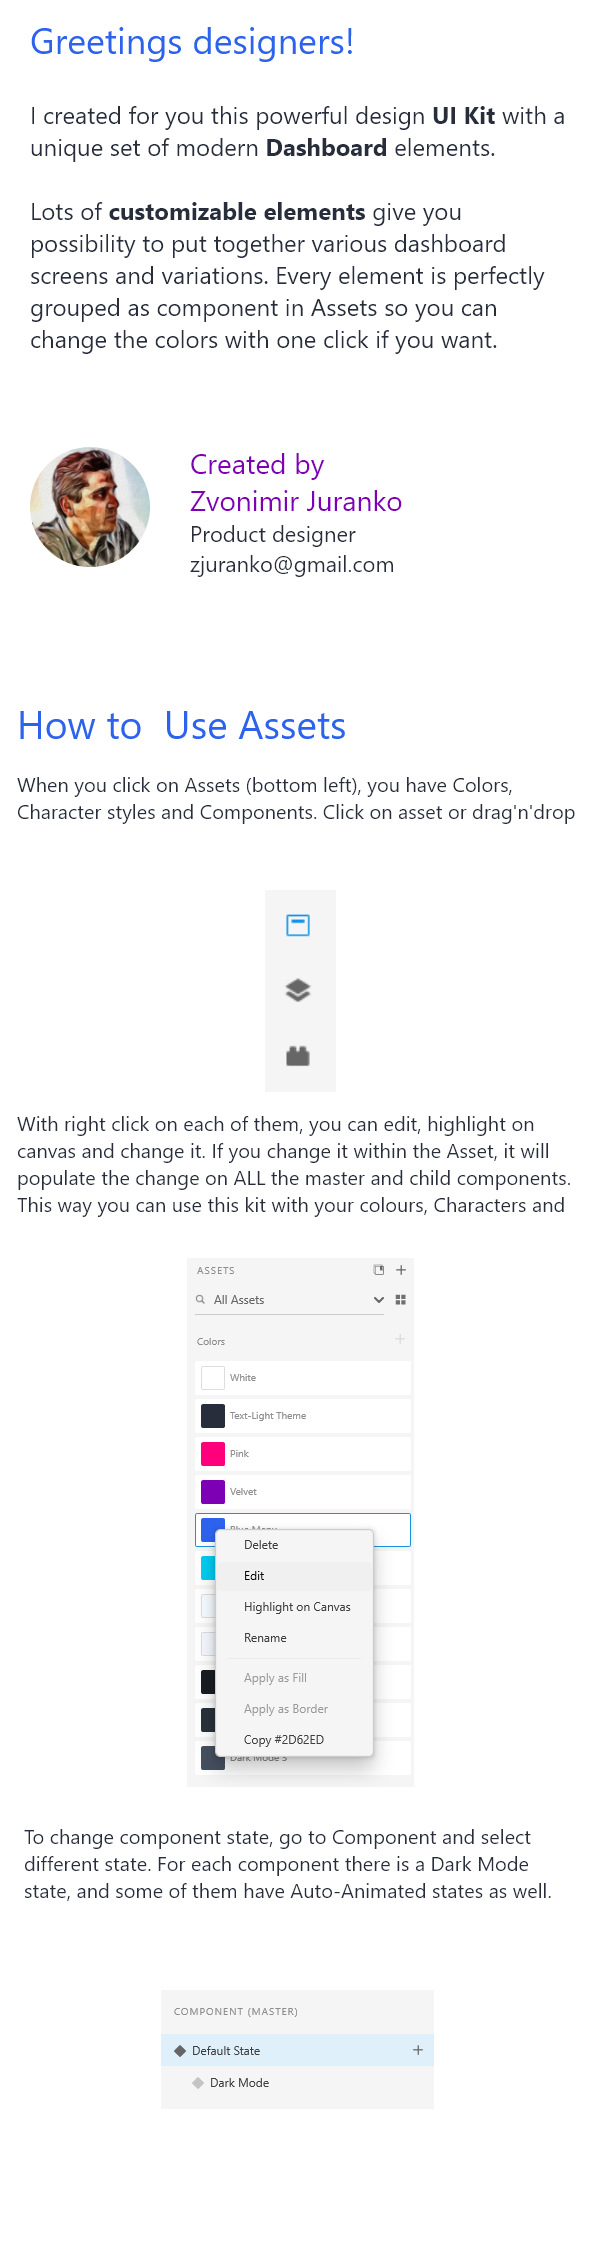 Greetings designers!
I created for you this powerful design UI Kit with a
unique set of modern Dashboard elements.
Lots of customizable elements give you
possibility to put together various dashboard
screens and variations. Every element is perfectly
grouped as component in Assets so you can
change the colors with one click if you want.
Created by
Zvonimir Juranko
Product designer
zjuranko@gmail.com
How to  Use Assets
When you click on Assets (bottom left), you have Colors,
Character styles and Components. Click on asset or drag'n'drop
With right click on each of them, you can edit, highlight on
canvas and change it. If you change it within the Asset, it will
populate the change on ALL the master and child components.
This way you can use this kit with your colours, Characters and
ASSETS
All Assets
Colors
White
Text-Light Theme
Pink
Velvet
Blue Menu
Delete
Edit
Highlight on Canvas
Rename
Apply as Fill
Apply as Border
Copy #2D62ED
Dark Mode 3
To change component state, go to Component and select
different state. For each component there is a Dark Mode
state, and some of them have Auto-Animated states as well.
COMPONENT (MASTER)
Default State
Dark Mode